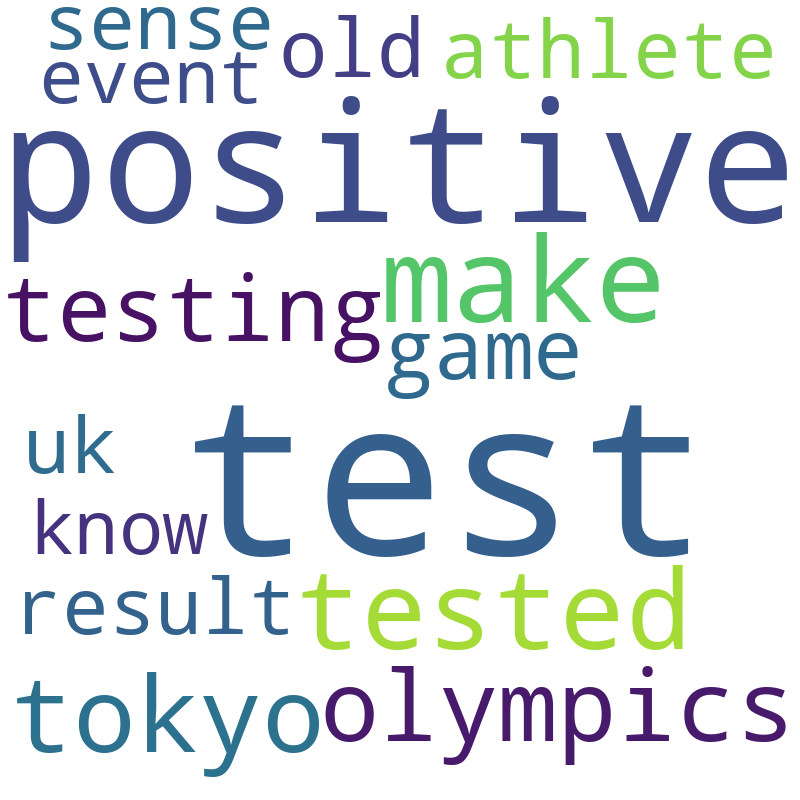 sense old athlete
event
positive
make
testing
game
test
uk
know
result tested
tokyo olympics